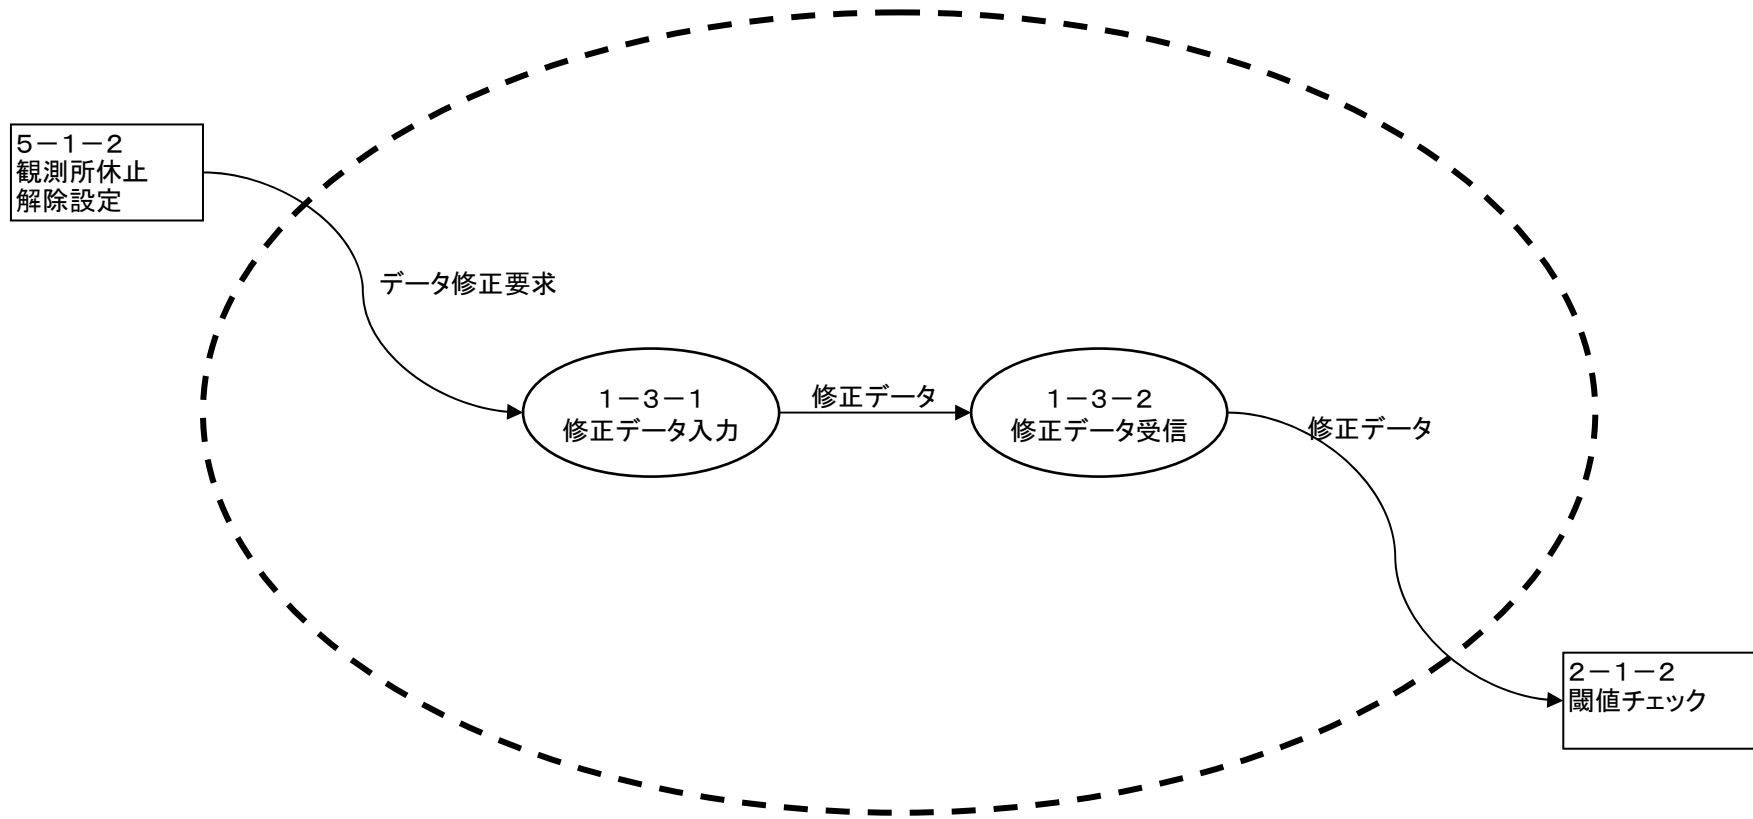 5－1－2
観測所休止
解除設定
データ修正要求
1－3－1
修正データ入力
修正データ
1－3－2
修正データ受信
修正データ
2－1－2
閾値チェック